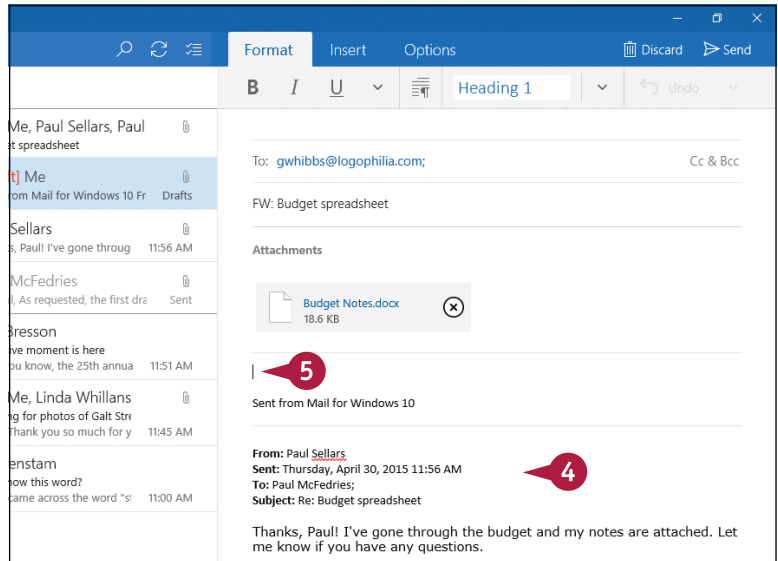 Format Insert Options Discard Send
B I U Heading 1 Undo
Me, Paul Sellars, Paul
et spreadsheet
ft] Me
rom Mail for Windows 10 Fr Drafts
Sellars
s, Paul! I've gone throug 11:56 AM
McFedries
l, As requested, the first dra Sent
Bresson
ive moment is here
ou know, the 25th annua 11:51 AM
Me, Linda Whillans
ng for photos of Galt Stre
Thank you so much for y 11:45 AM
enstam
now this word?
came across the word "s 11:00 AM
To: gwhibbs@logophilia.com; Cc & Bcc
FW: Budget spreadsheet
Attachments
Budget Notes.docx
18.6 KB
5
Sent from Mail for Windows 10
From: Paul Sellars
Sent: Thursday, April 30, 2015 11:56 AM
4
To: Paul McFedries;
Subject: Re: Budget spreadsheet
Thanks, Paul! I've gone through the budget and my notes are attached. Let
me know if you have any questions.